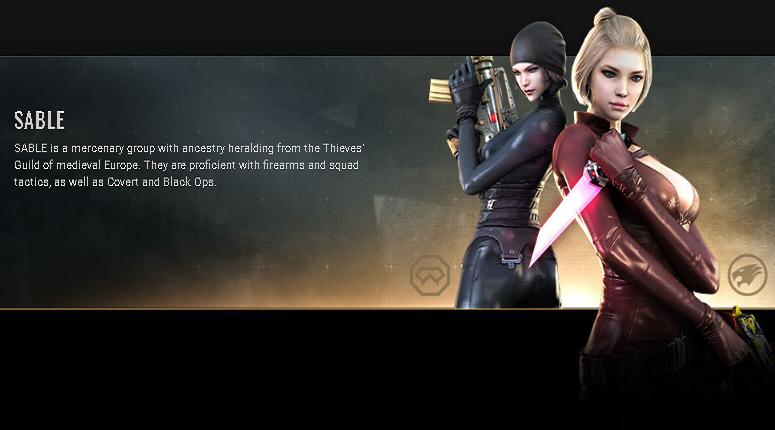 SABLE
SABLE is a mercenary group with ancestry heralding from the Thieves'
Guild of medieval Europe. They are proficient with firearms and squad
tactics, as well as Covert and Black Ops.